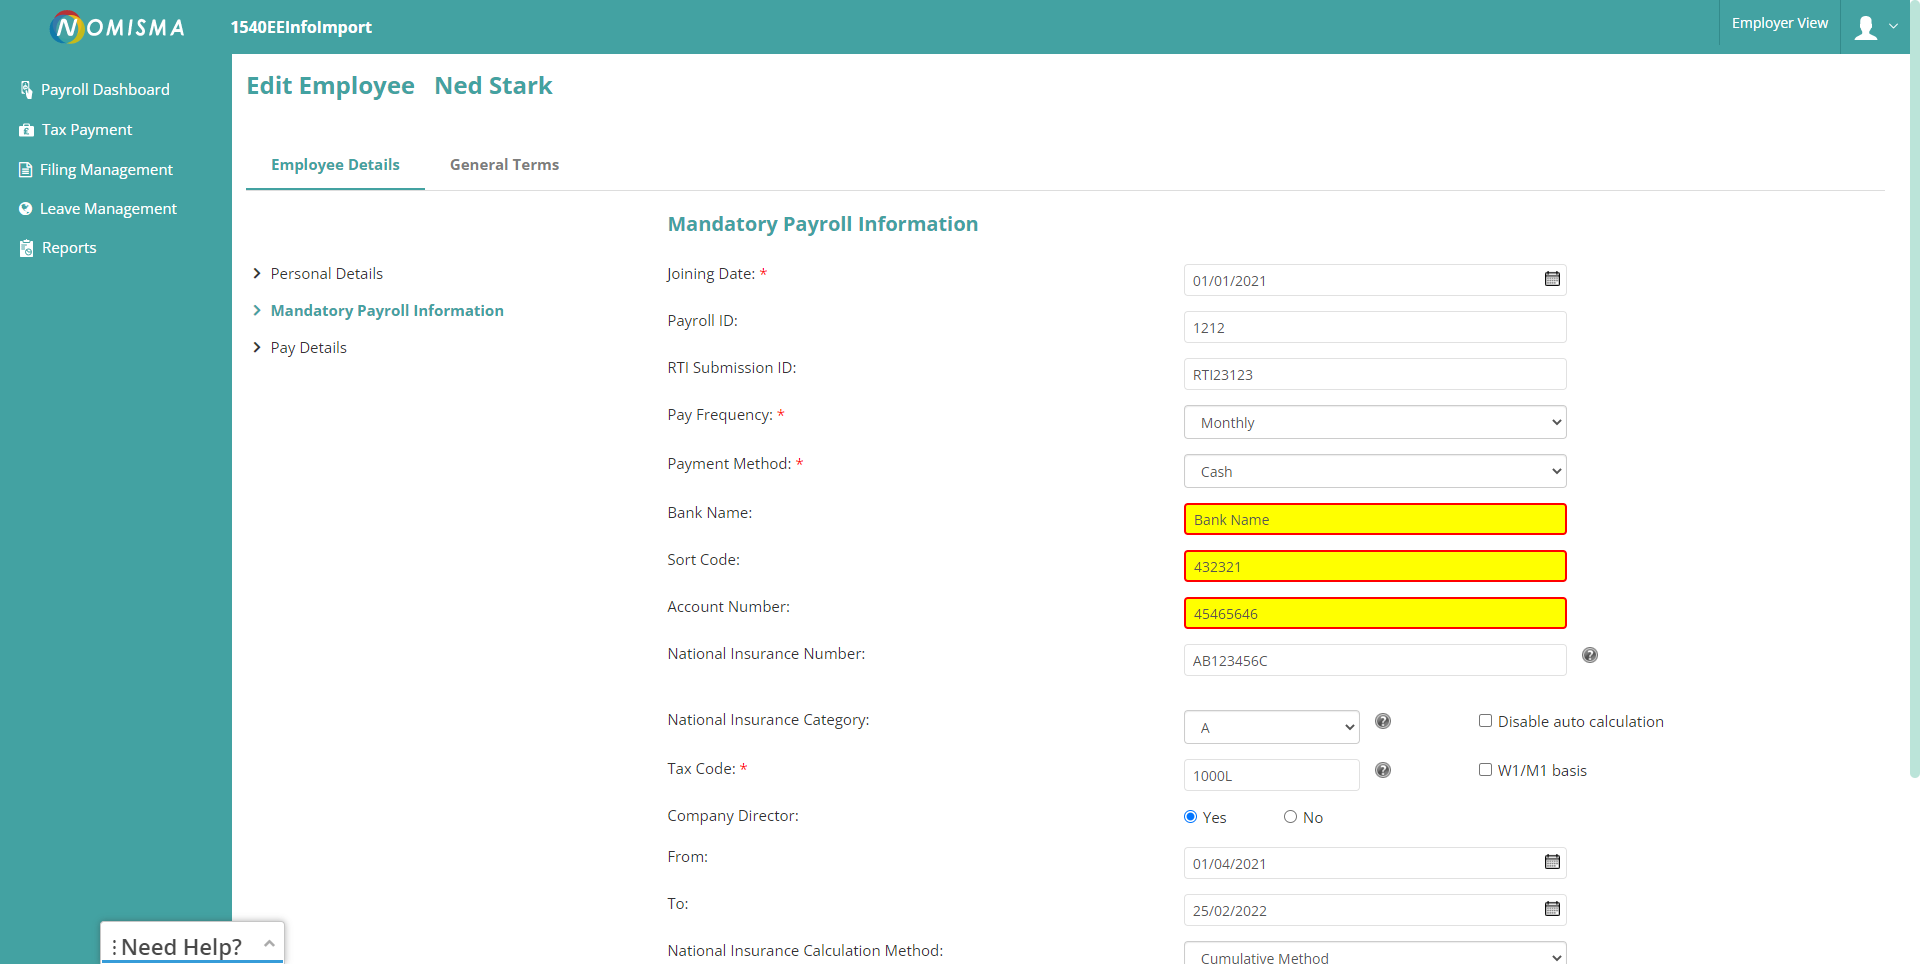 NOMISMA
1540EEInfoImport
Employer View
Payroll Dashboard
Tax Payment
Filing Management
Leave Management
Reports
Edit Employee Ned Stark
Employee Details
General Terms
Personal Details
Mandatory Payroll Information
Pay Details
Mandatory Payroll Information
Joining Date: * 01/01/2021
Payroll ID: 1212
RTI Submission ID: RTI23123
Pay Frequency: * Monthly
Payment Method: * Cash
Bank Name: Bank Name
Sort Code: 432321
Account Number: 45465646
National Insurance Number: AB123456C ?
National Insurance Category: A ? Disable auto calculation
Tax Code: * 1000L ? W1/M1 basis
Company Director: Yes No
From: 01/04/2021
To: 25/02/2022
National Insurance Calculation Method: Cumulative Method
Need Help?